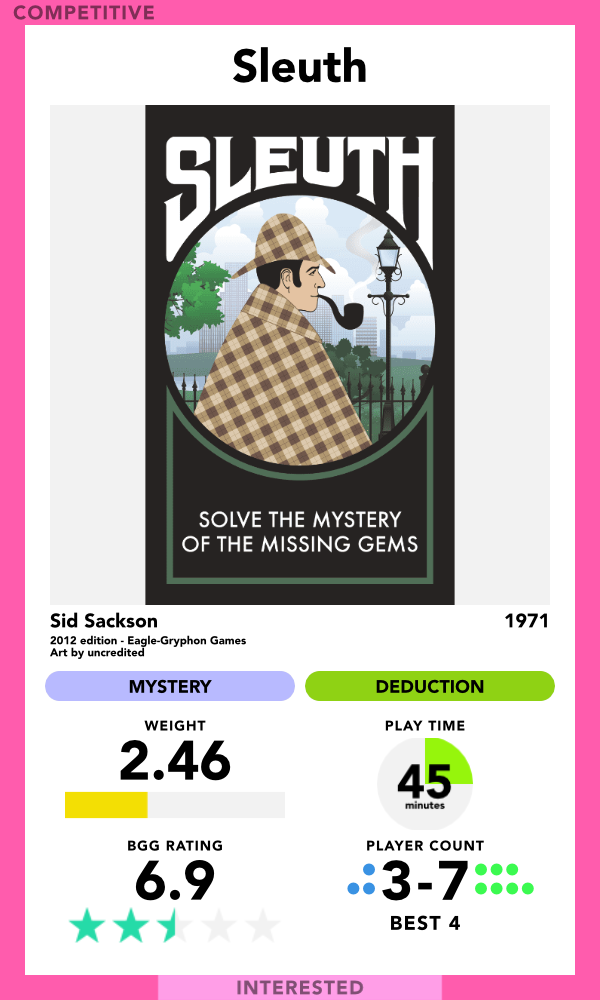 COMPETITIVE
Sleuth
SLEUTH
SOLVE THE MYSTERY
OF THE MISSING GEMS
Sid Sackson 1971
2012 edition - Eagle-Gryphon Games
Art by uncredited
MYSTERY DEDUCTION
WEIGHT PLAY TIME
2.46 45
minutes
BGG RATING PLAYER COUNT
6.9 3-7
BEST 4
INTERESTED